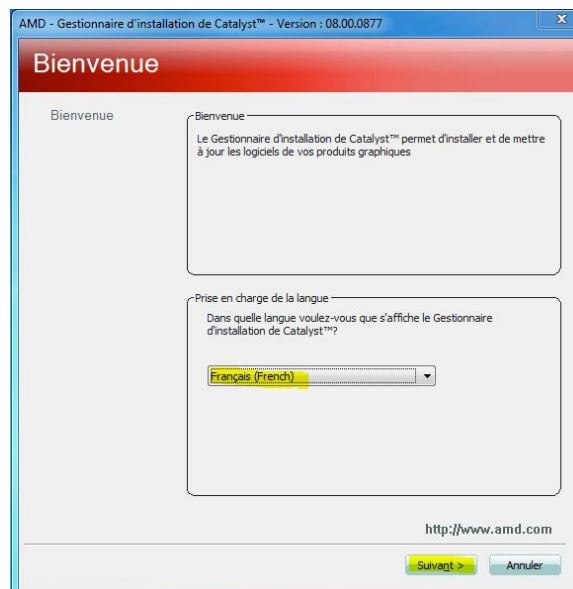 AMD - Gestionnaire d'installation de Catalyst™ - Version : 08.00.0877
X
Bienvenue
Bienvenue
Bienvenue
Le Gestionnaire d'installation de Catalyst™ permet d'installer et de mettre
à jour les logiciels de vos produits graphiques
Prise en charge de la langue
Dans quelle langue voulez-vous que s'affiche le Gestionnaire
d'installation de Catalyst™?
Français (French)
http://www.amd.com
Suivant >
Annuler